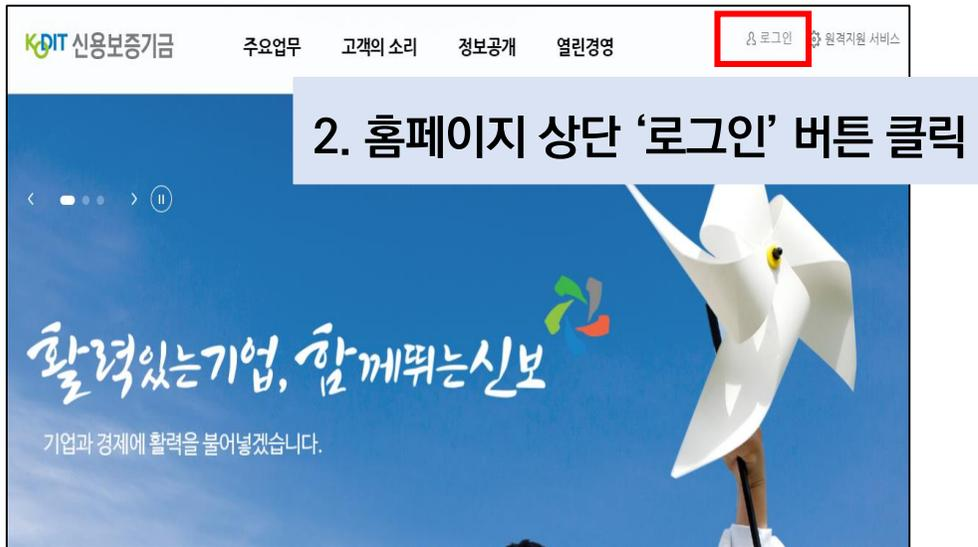 KODIT 신용보증기금 주요업무 고객의 소리 정보공개 열린경영 로그인 원격지원 서비스
2. 홈페이지 상단 ‘로그인’ 버튼 클릭
활력있는기업, 함께뛰는신보
기업과 경제에 활력을 불어넣겠습니다.